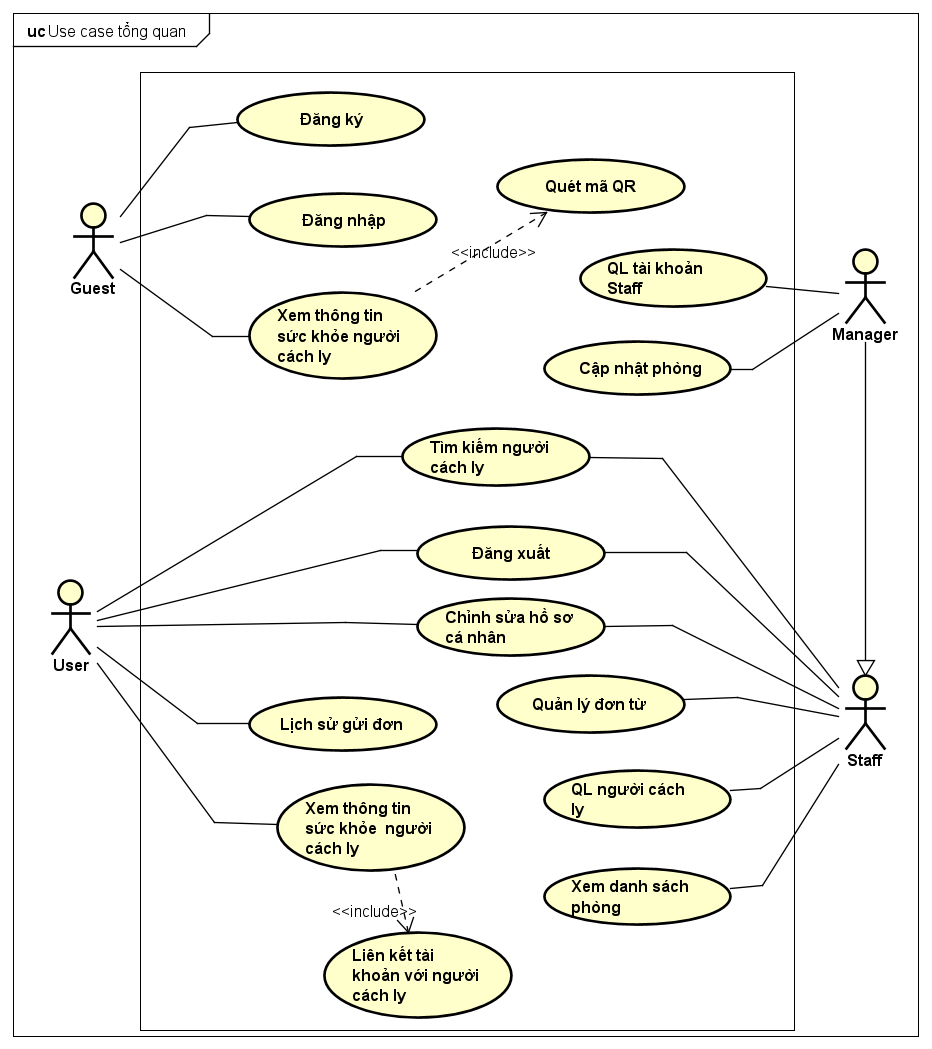 uc Use case tổng quan
Đăng ký
Quét mã QR
Đăng nhập
<<include>>
QL tài khoản
Staff
Guest
Xem thông tin
sức khỏe người
cách ly
Manager
Cập nhật phòng
Tìm kiếm người
cách ly
Đăng xuất
Chỉnh sửa hồ sơ
cá nhân
User
Quản lý đơn từ
Lịch sử gửi đơn
Staff
QL người cách
ly
Xem thông tin
sức khỏe người
cách ly
Xem danh sách
phòng
<<include>>
Liên kết tài
khoản với người
cách ly